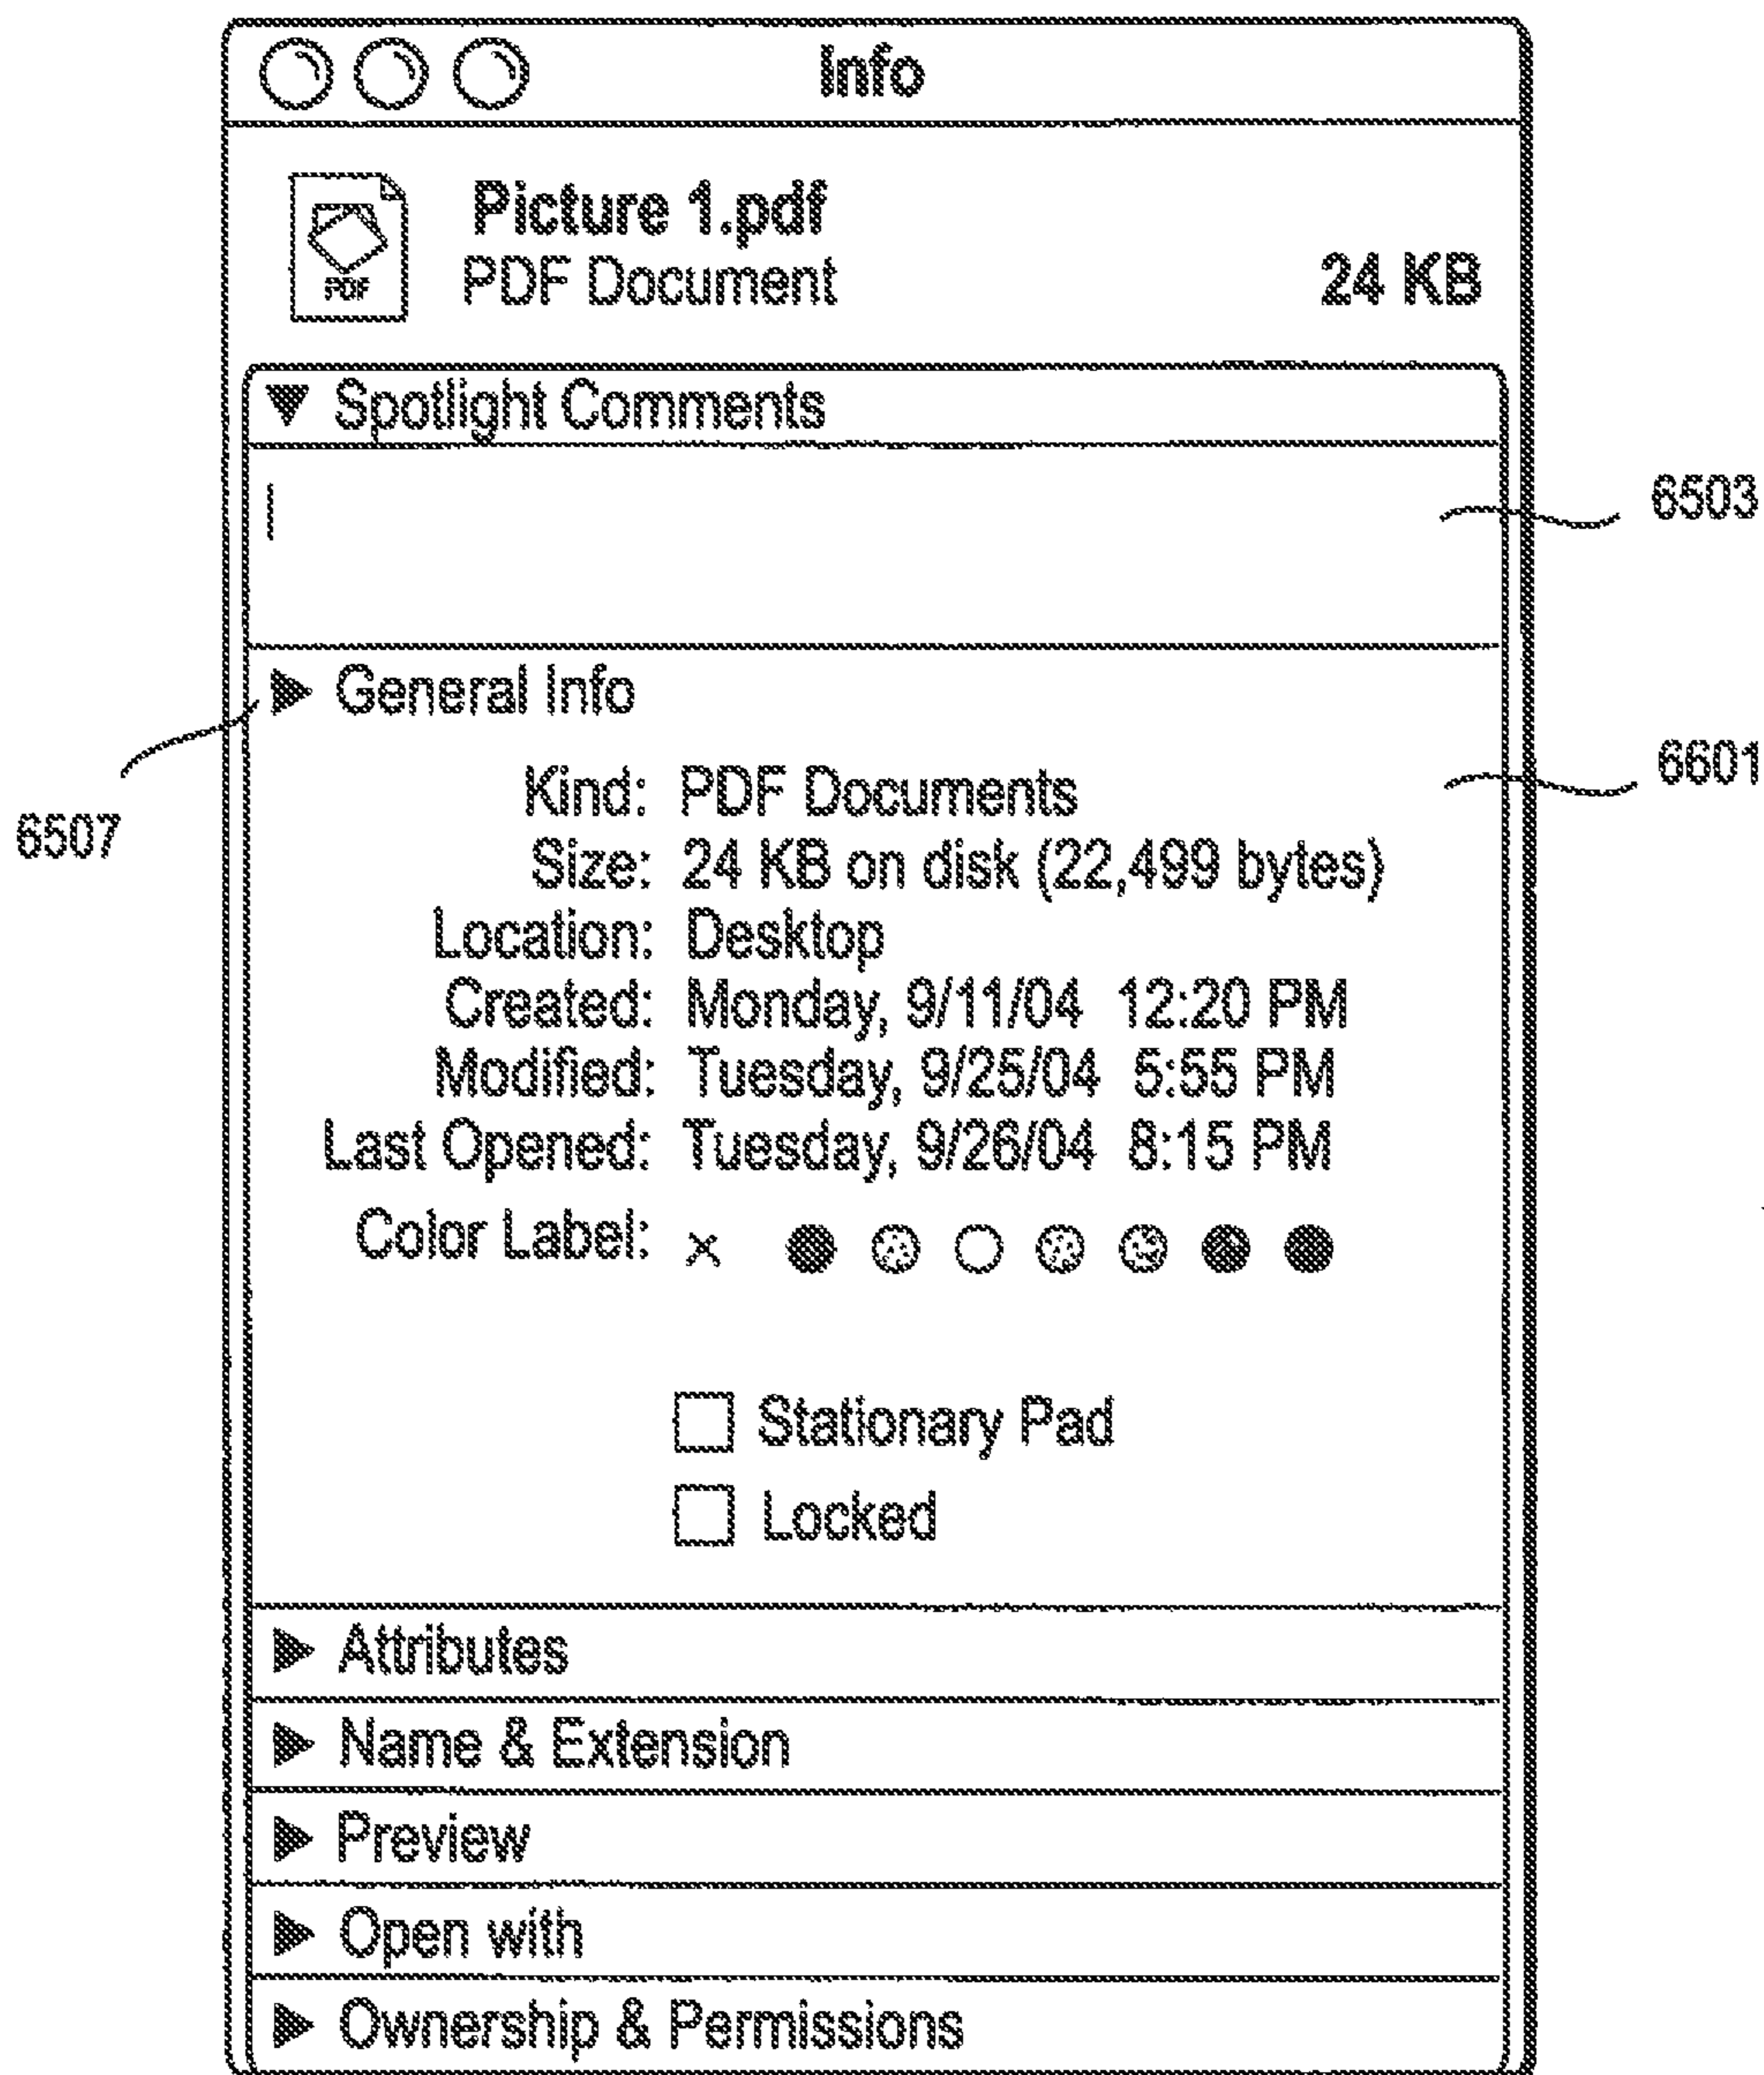 Info
Picture 1.pdf
PDF Document 24 KB
PDF
Spotlight Comments
6503
General Info
6507
6601
Kind: PDF Documents
Size: 24 KB on disk (22,499 bytes)
Location: Desktop
Created: Monday, 9/11/04 12:20 PM
Modified: Tuesday, 9/25/04 5:55 PM
Last Opened: Tuesday, 9/26/04 8:15 PM
Color Label: ×
Stationary Pad
Locked
Attributes
Name & Extension
Preview
Open with
Ownership & Permissions